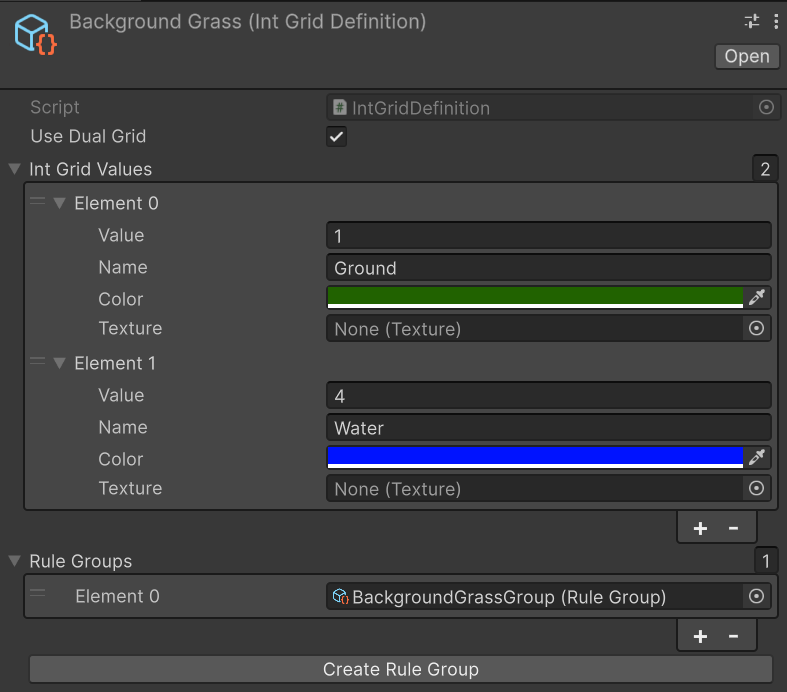 Background Grass (Int Grid Definition)
Open
Script # IntGridDefinition
Use Dual Grid
Int Grid Values 2
Element 0
Value 1
Name Ground
Color
Texture None (Texture)
Element 1
Value 4
Name Water
Color
Texture None (Texture)
+ -
Rule Groups 1
Element 0 BackgroundGrassGroup (Rule Group)
+ -
Create Rule Group